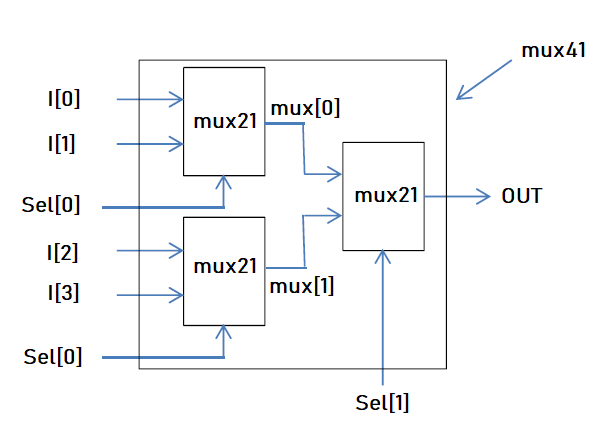 mux41
I[0]
mux21
mux[0]
I[1]
mux21
OUT
Sel[0]
I[2]
mux21
I[3]
mux[1]
Sel[0]
Sel[1]